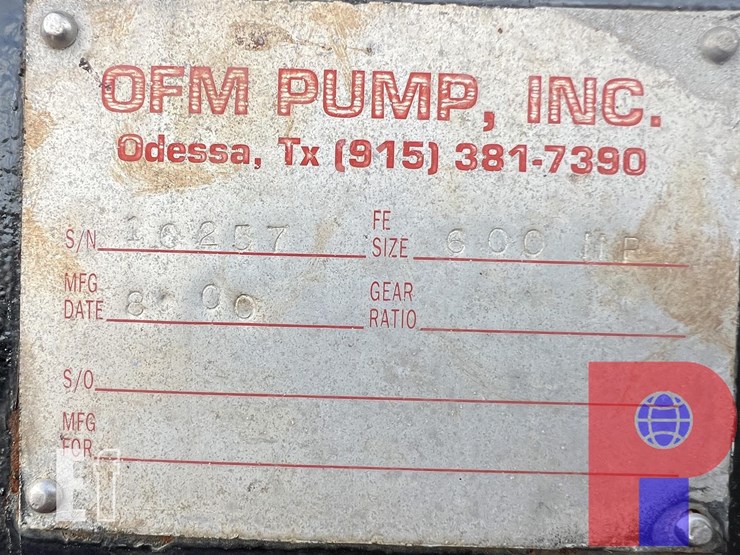 OFM PUMP, INC.
Odessa, Tx (915) 381-7390
S/N 10257
FE SIZE 600 HP
MFG DATE 8 00
GEAR RATIO
S/O
MFG FOR